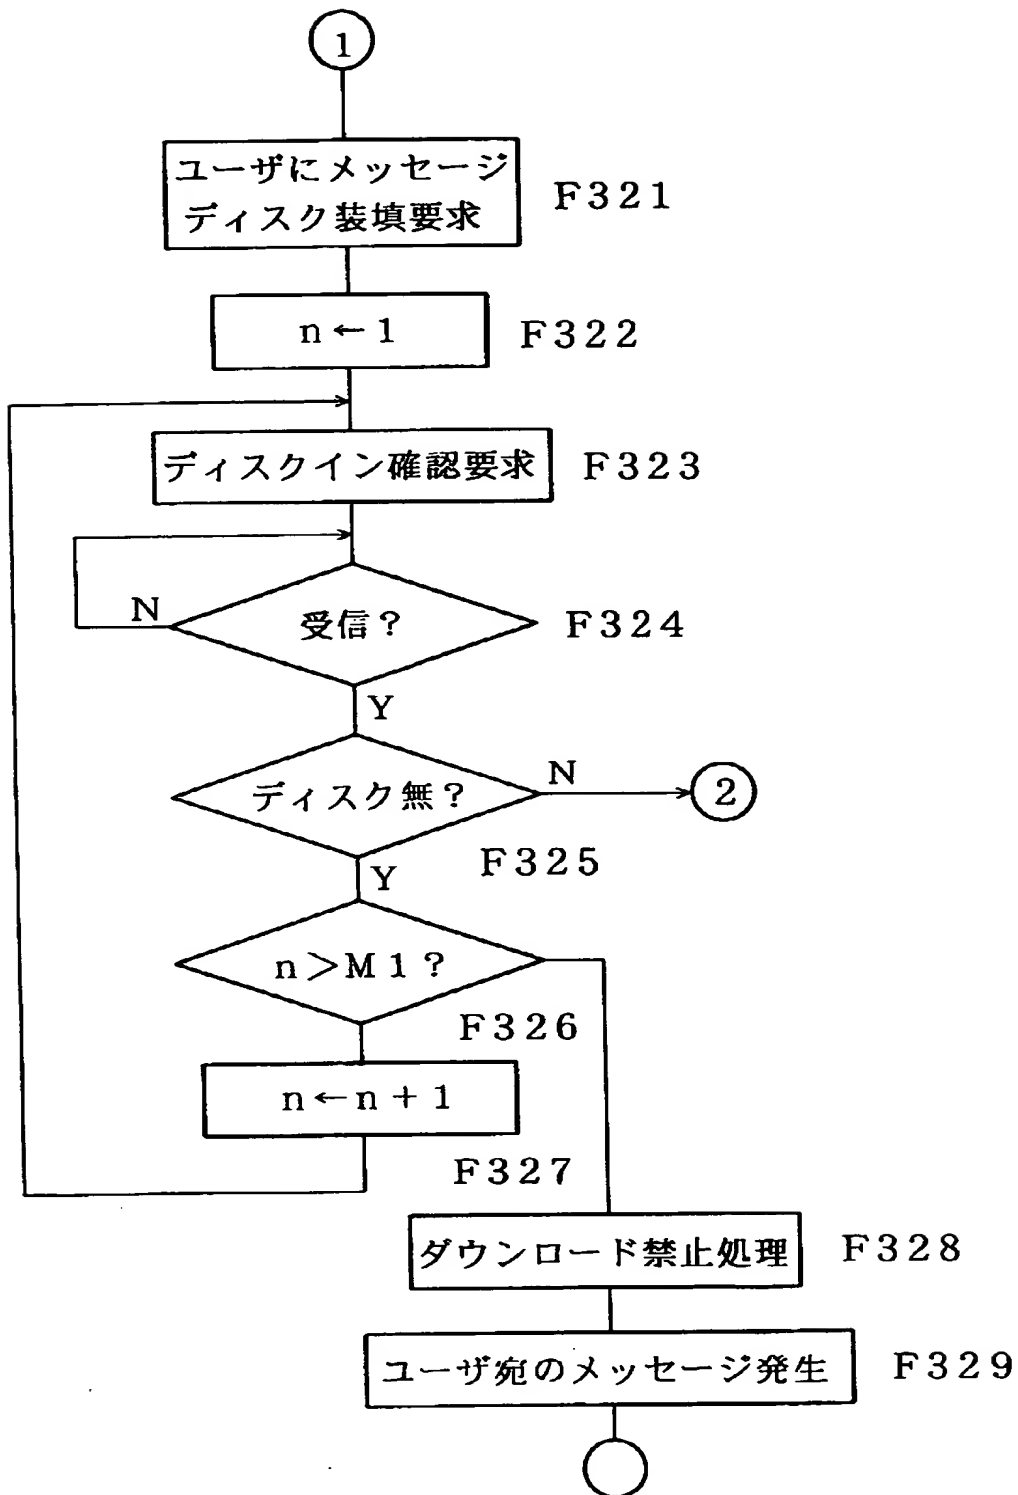 1
ユーザにメッセージ
ディスク装填要求
F321
n←1
F322
ディスクイン確認要求
F323
受信?
N
F324
Y
ディスク無?
N
2
F325
Y
n>M1?
F326
n←n+1
F327
ダウンロード禁止処理
F328
ユーザ宛のメッセージ発生
F329